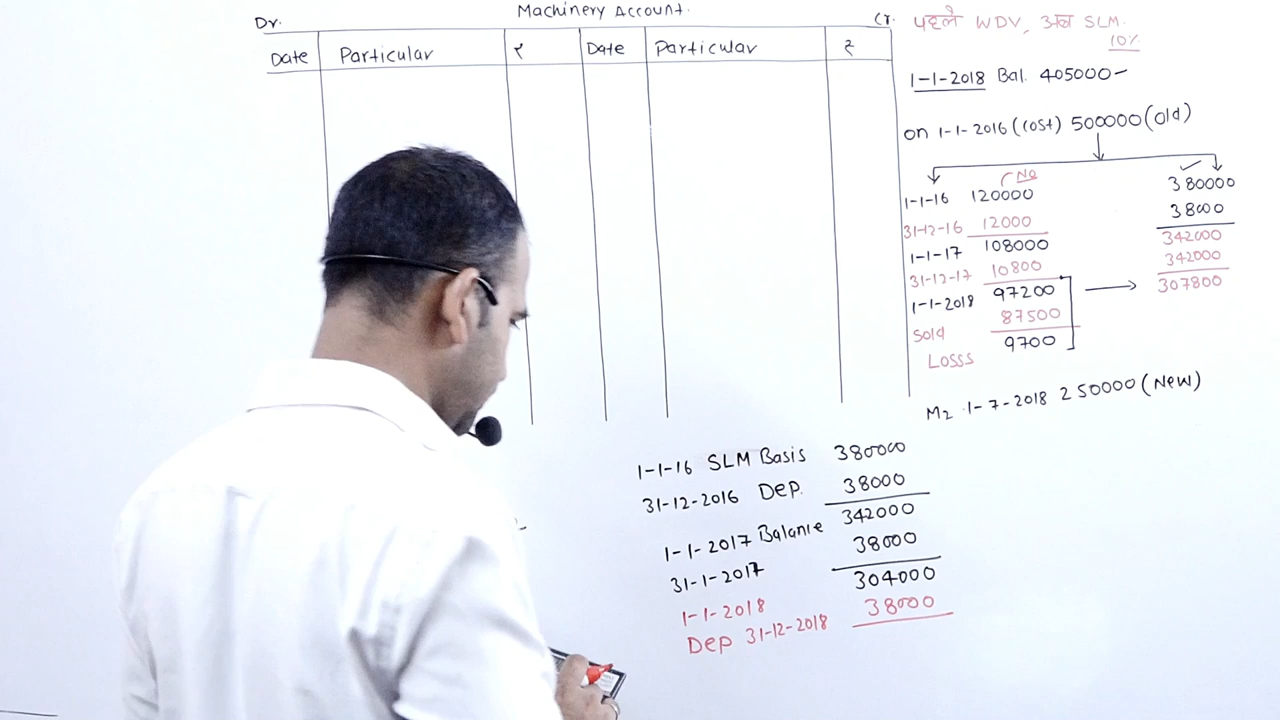 Machinery Account.
Dr.
Cr.
Date Particular ₹ Date Particular ₹
पहले WDV, अब SLM.
10%
1-1-2018 Bal. 405000-
on 1-1-2016 (cost) 500000 (Old)
No
1-1-16 120000
31-12-16 12000
1-1-17 108000
31-12-17 10800
1-1-2018 97200
Sold 87500
Losss 9700
380000
38000
342000
342000
307800
M2 1-7-2018 250000 (New)
1-1-16 SLM Basis 380000
31-12-2016 Dep. 38000
342000
1-1-2017 Balanie 38000
31-1-2017 304000
1-1-2018 38000
Dep 31-12-2018